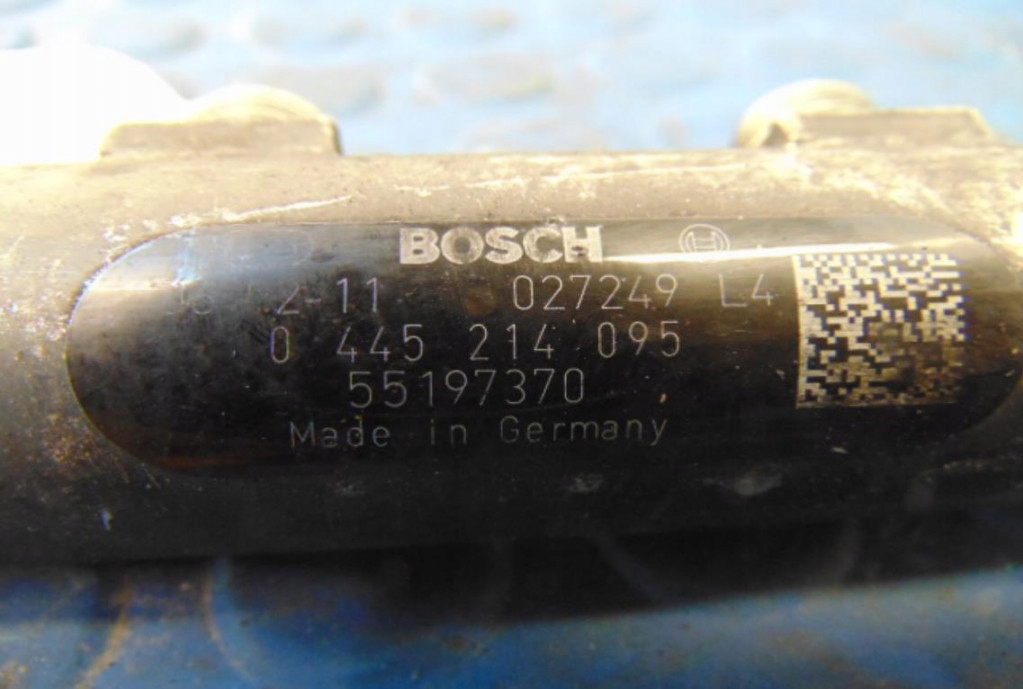 BOSCH
2-11 027249 L4
0 445 214 095
55197370
Made in Germany